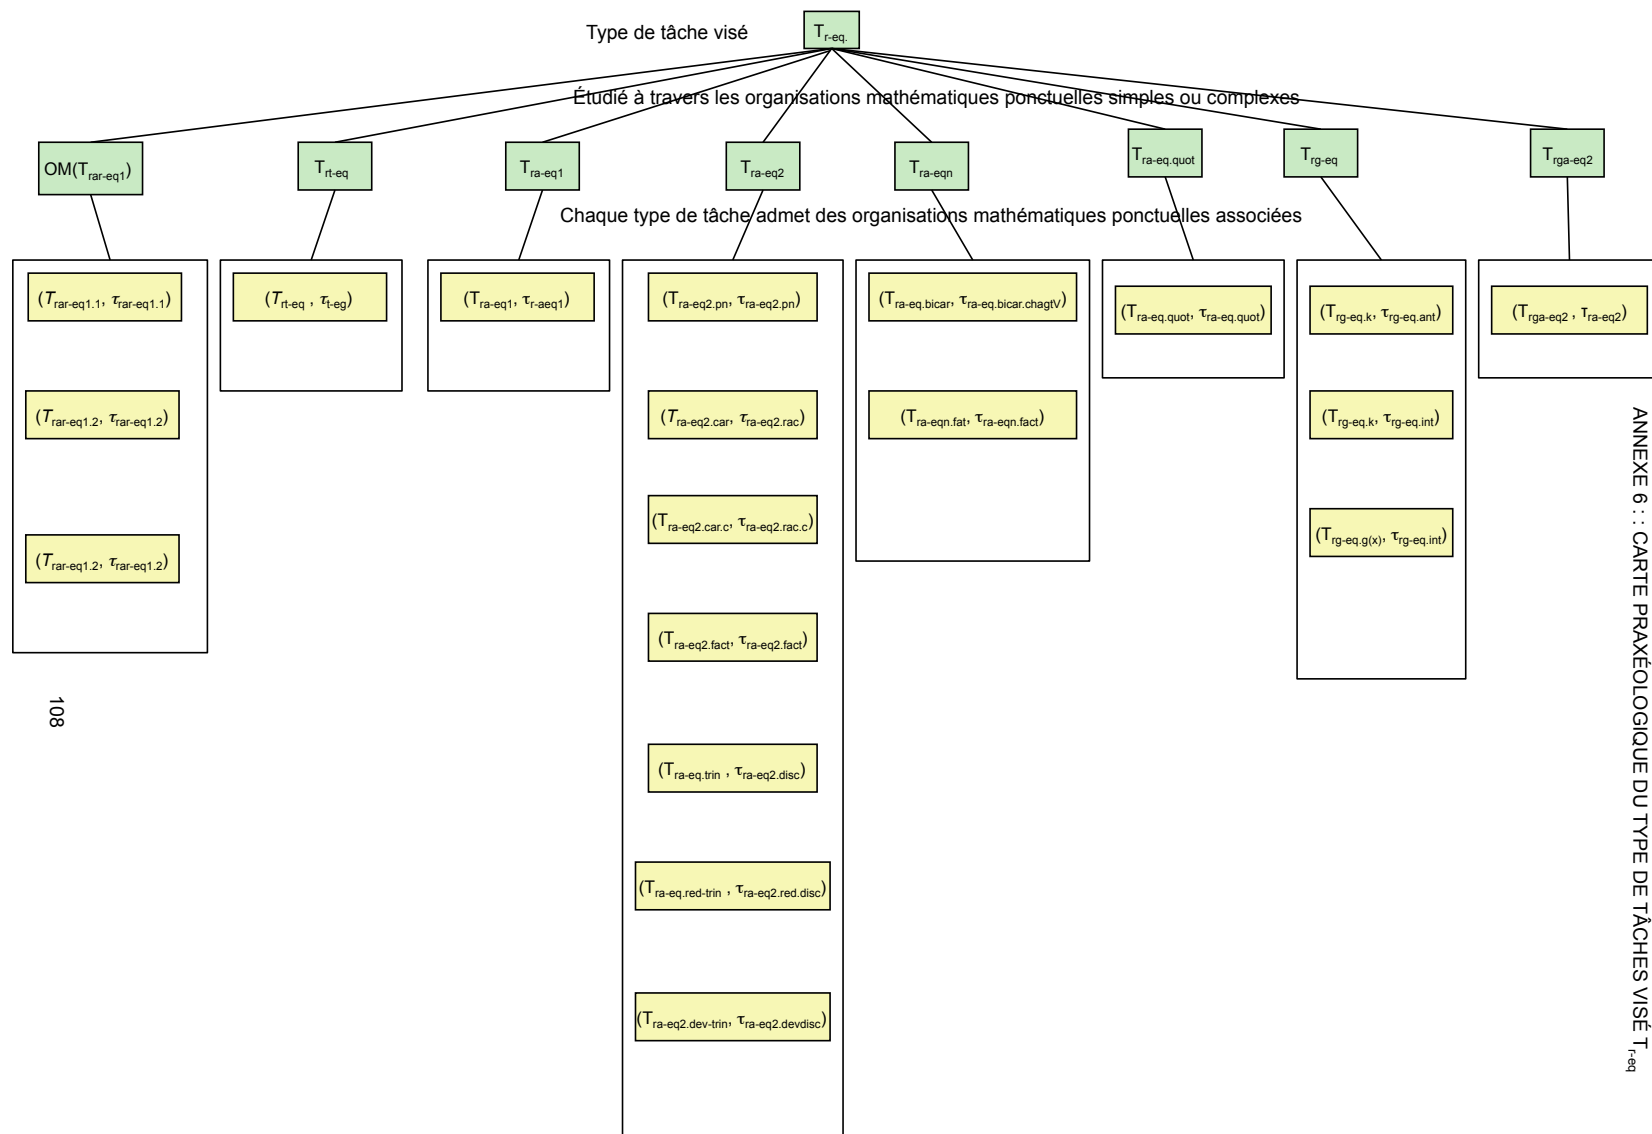 Type de tâche visé
T_r-eq.
Étudié à travers les organisations mathématiques ponctuelles simples ou complexes
OM(T_rar-eq1)
T_rt-eq
T_ra-eq1
T_ra-eq2
T_ra-eqn
T_ra-eq.quot
T_rg-eq
T_rga-eq2
Chaque type de tâche admet des organisations mathématiques ponctuelles associées
(T_rar-eq1.1, τ_rar-eq1.1)
(T_rar-eq1.2, τ_rar-eq1.2)
(T_rar-eq1.2, τ_rar-eq1.2)
(T_rt-eq , τ_t-eg)
(T_ra-eq1, τ_r-aeq1)
(T_ra-eq2.pn, τ_ra-eq2.pn)
(T_ra-eq2.car, τ_ra-eq2.rac)
(T_ra-eq2.car.c, τ_ra-eq2.rac.c)
(T_ra-eq2.fact, τ_ra-eq2.fact)
(T_ra-eq.trin , τ_ra-eq2.disc)
(T_ra-eq.red-trin , τ_ra-eq2.red.disc)
(T_ra-eq2.dev-trin, τ_ra-eq2.devdisc)
(T_ra-eq.bicar, τ_ra-eq.bicar.chagtV)
(T_ra-eqn.fat, τ_ra-eqn.fact)
(T_ra-eq.quot, τ_ra-eq.quot)
(T_rg-eq.k, τ_rg-eq.ant)
(T_rg-eq.k, τ_rg-eq.int)
(T_rg-eq.g(x), τ_rg-eq.int)
(T_rga-eq2 , τ_ra-eq2)
ANNEXE 6 : : CARTE PRAXÉOLOGIQUE DU TYPE DE TÂCHES VISÉ T_r-eq
108